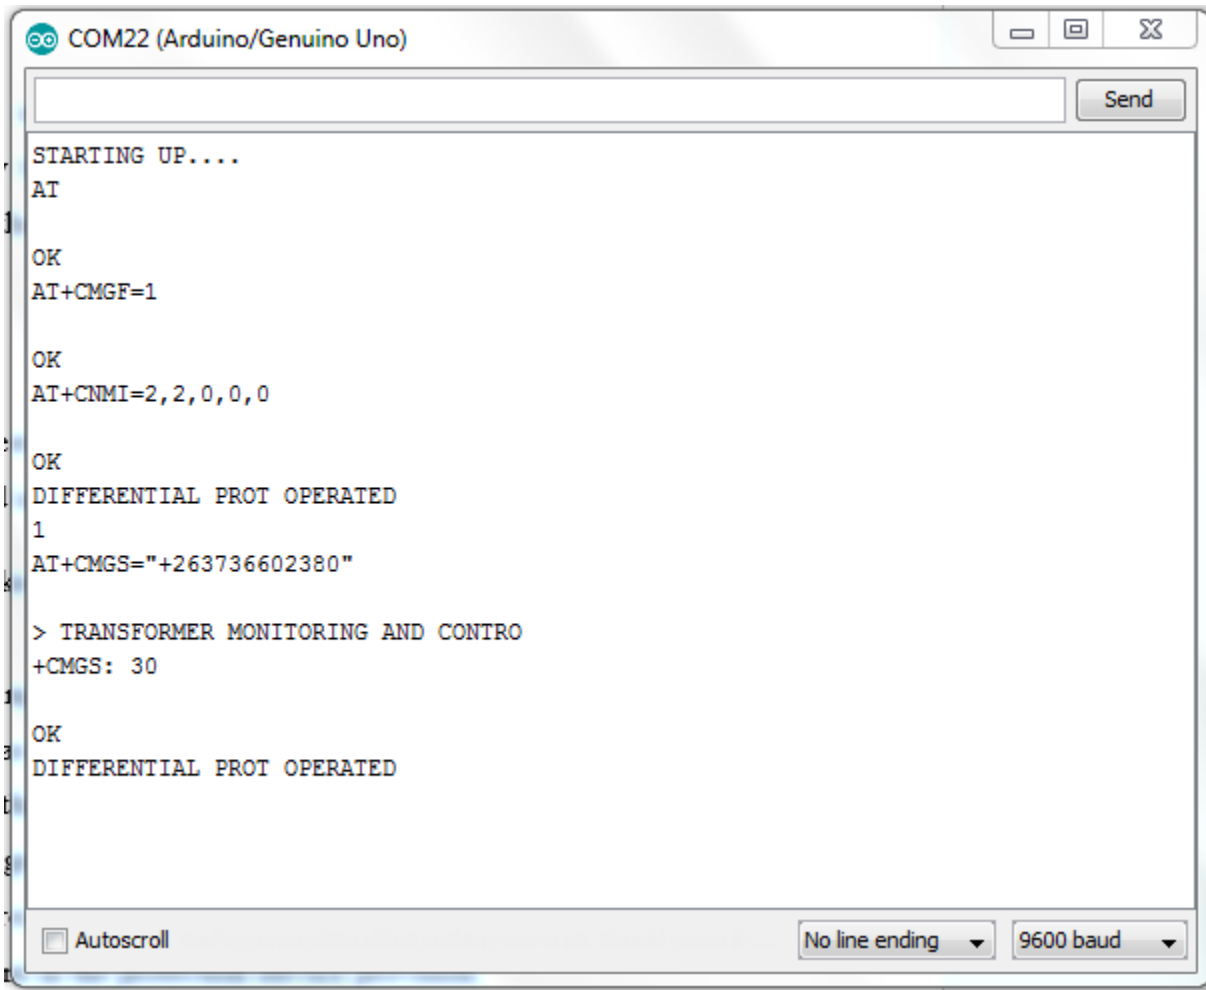 COM22 (Arduino/Genuino Uno)
Send
STARTING UP....
AT
OK
AT+CMGF=1
OK
AT+CNMI=2,2,0,0,0
OK
DIFFERENTIAL PROT OPERATED
1
AT+CMGS="+263736602380"
> TRANSFORMER MONITORING AND CONTRO
+CMGS: 30
OK
DIFFERENTIAL PROT OPERATED
Autoscroll
No line ending
9600 baud